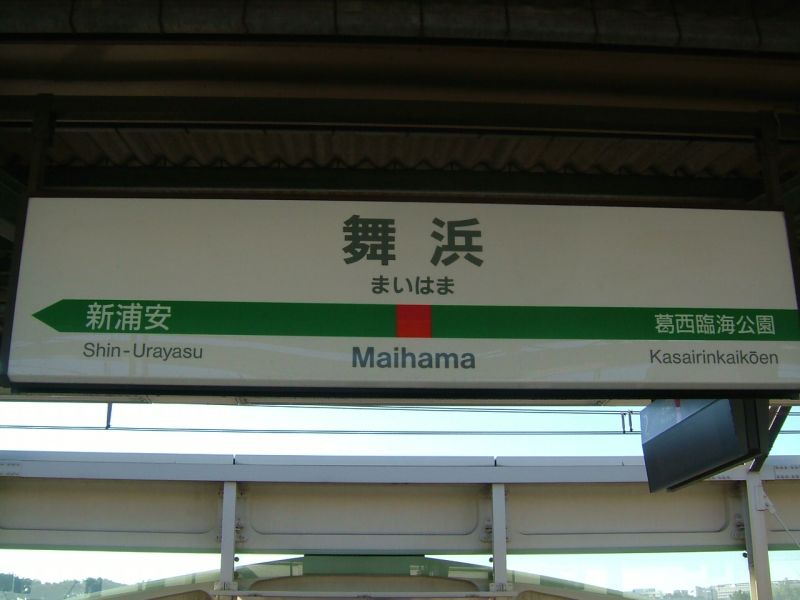 舞浜
まいはま
新浦安
葛西臨海公園
Shin-Urayasu
Maihama
Kasairinkaikōen